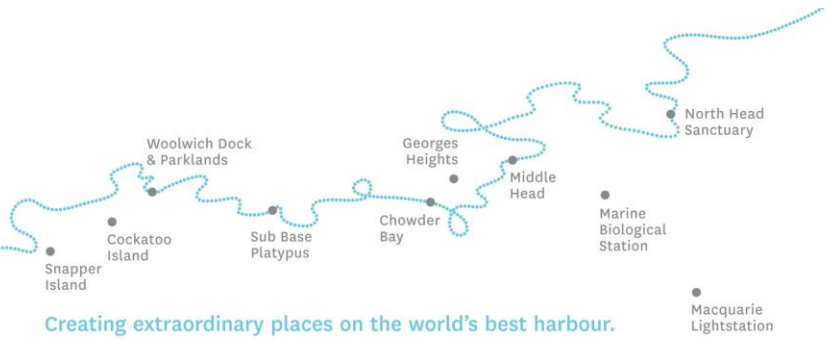 Woolwich Dock
& Parklands
Georges
Heights
North Head
Sanctuary
Middle
Head
Cockatoo
Island
Snapper
Island
Sub Base
Platypus
Chowder
Bay
Marine
Biological
Station
Macquarie
Lightstation
Creating extraordinary places on the world's best harbour.